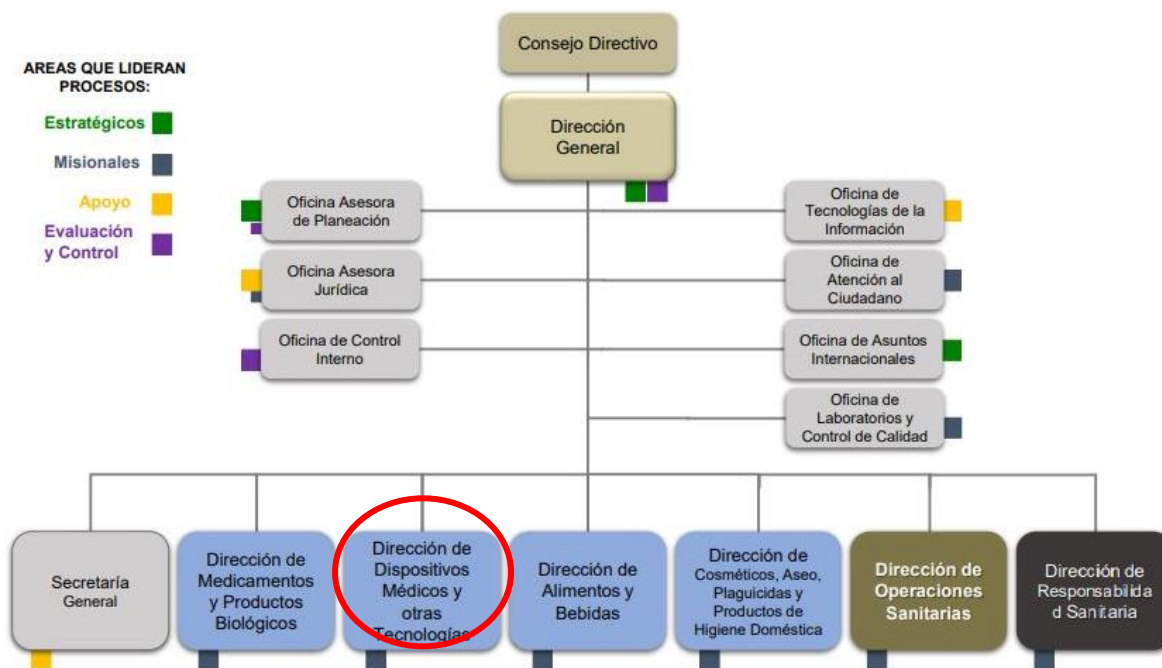 Consejo Directivo
AREAS QUE LIDERAN
PROCESOS:
Estratégicos
Misionales
Apoyo
Evaluación
y Control
Dirección
General
Oficina Asesora
de Planeación
Oficina de
Tecnologías de la
Información
Oficina Asesora
Jurídica
Oficina de
Atención al
Ciudadano
Oficina de Control
Interno
Oficina de Asuntos
Internacionales
Oficina de
Laboratorios y
Control de Calidad
Secretaría
General
Dirección de
Medicamentos
y Productos
Biológicos
Dirección de
Dispositivos
Médicos y
otras
Tecnologías
Dirección de
Alimentos y
Bebidas
Dirección de
Cosméticos, Aseo,
Plaguicidas y
Productos de
Higiene Doméstica
Dirección de
Operaciones
Sanitarias
Dirección de
Responsabilida
d Sanitaria